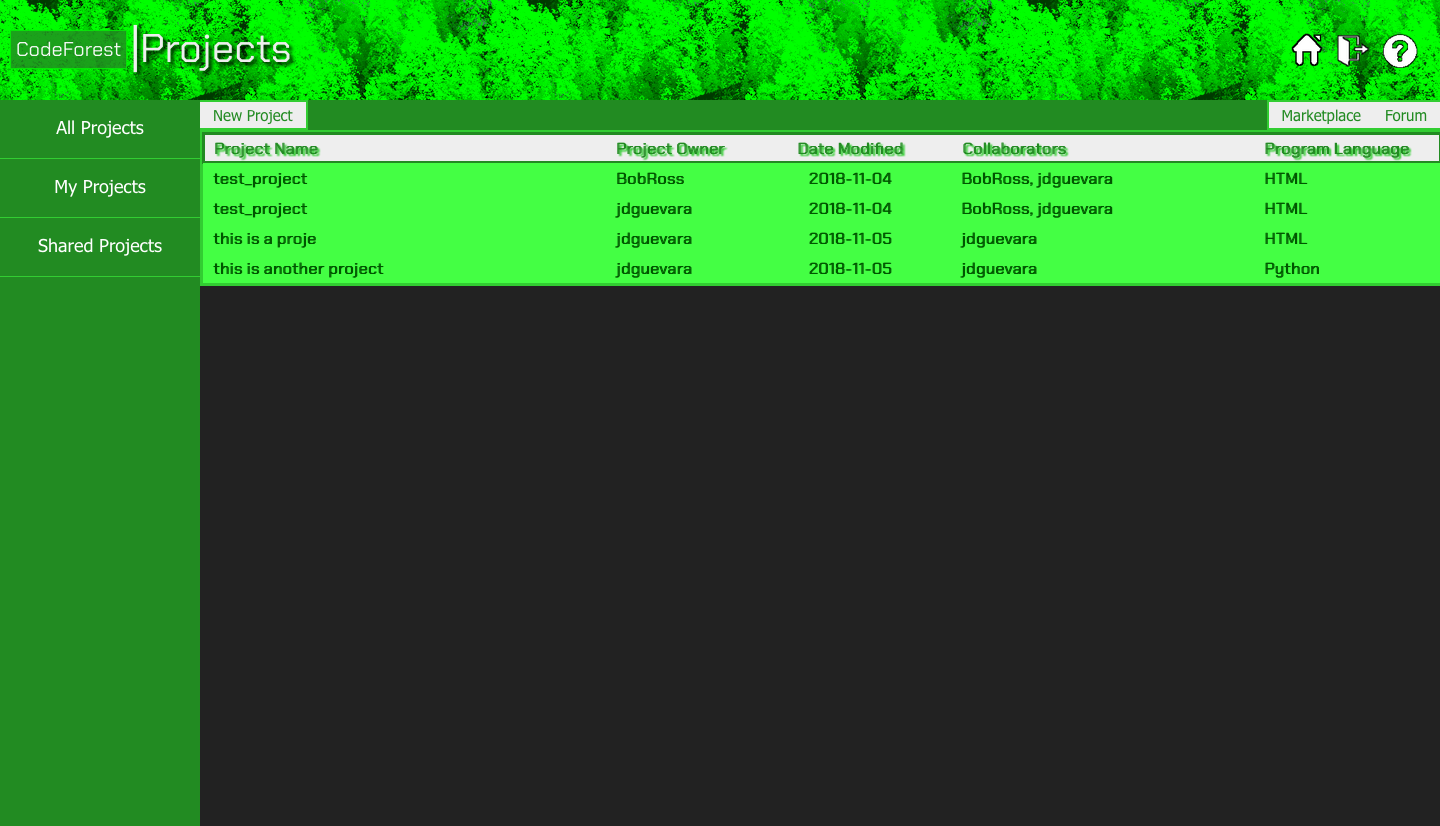 CodeForest Projects ?
All Projects
My Projects
Shared Projects
New Project Marketplace Forum
Project Name Project Owner Date Modified Collaborators Program Language
test_project BobRoss 2018-11-04 BobRoss, jdguevara HTML
test_project jdguevara 2018-11-04 BobRoss, jdguevara HTML
this is a proje jdguevara 2018-11-05 jdguevara HTML
this is another project jdguevara 2018-11-05 jdguevara Python